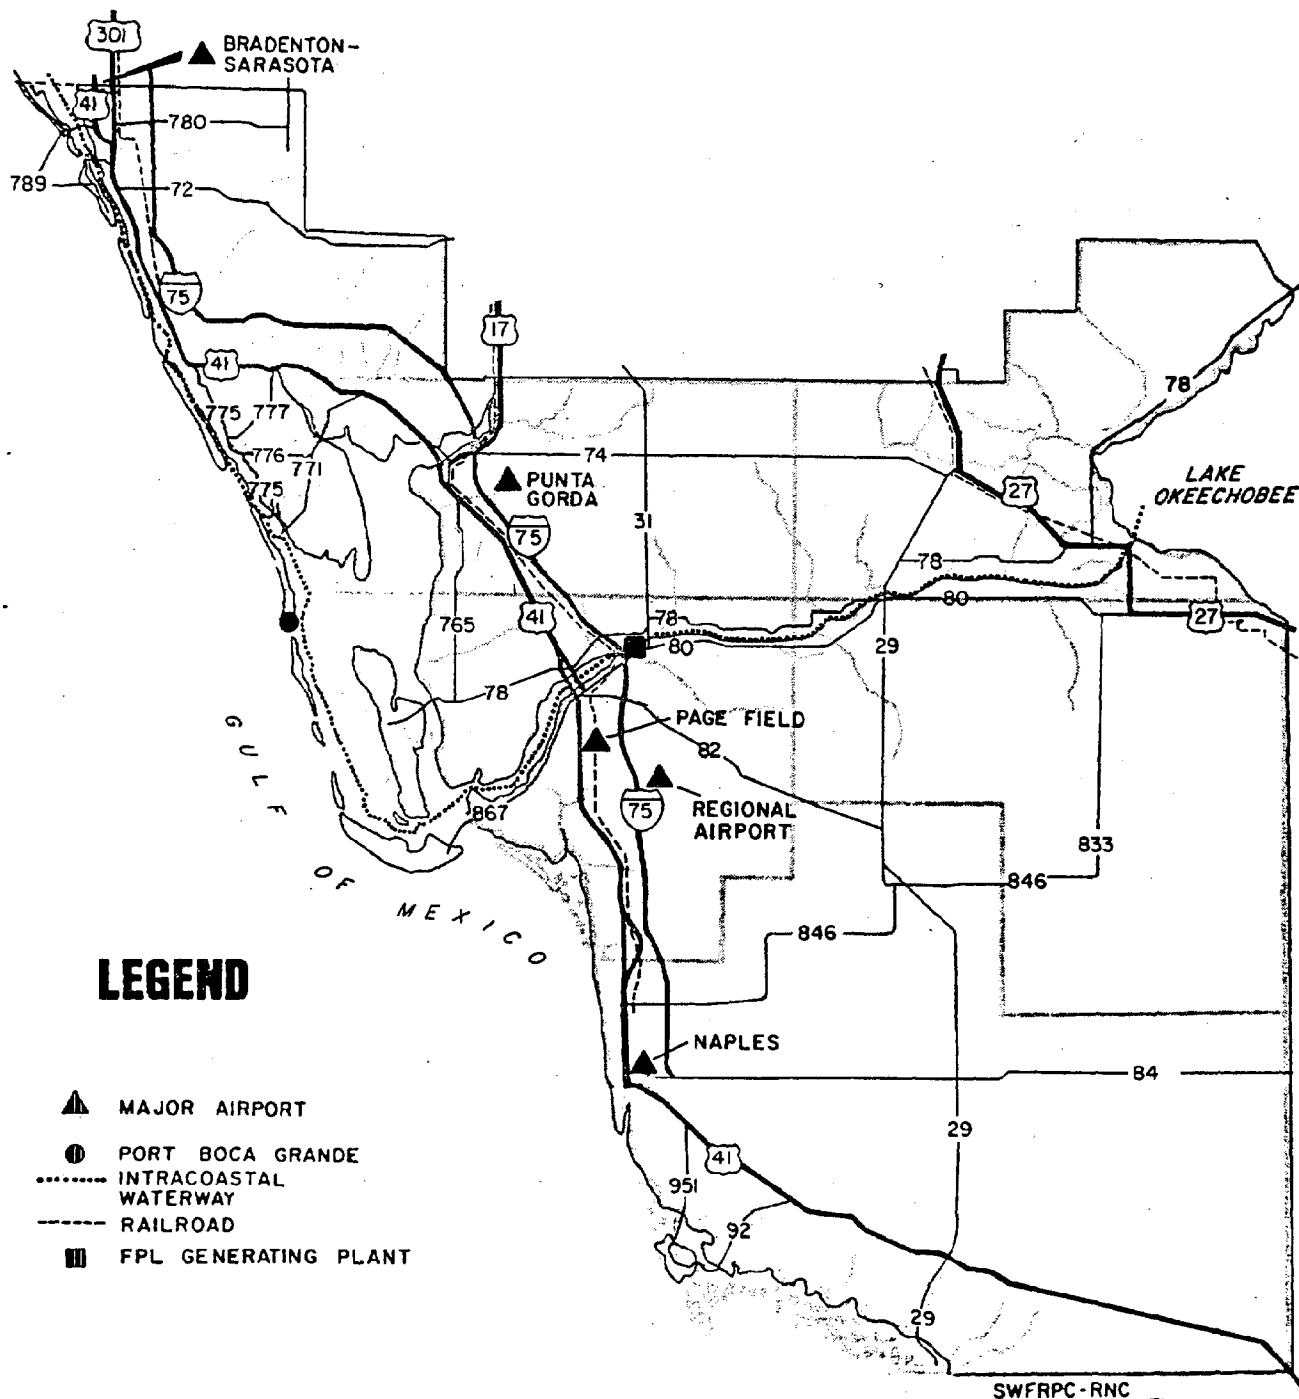 301
BRADENTON-
SARASOTA
41
780
789
72
75
17
41
775
777
776
771
775
74
PUNTA
GORDA
31
75
27
78
LAKE
OKEECHOBEE
78
80
27
765
41
78
80
29
78
PAGE FIELD
82
REGIONAL
AIRPORT
75
867
833
846
846
GULF
OF
MEXICO
NAPLES
84
29
41
951
92
29
LEGEND
MAJOR AIRPORT
PORT BOCA GRANDE
INTRACOASTAL
WATERWAY
RAILROAD
FPL GENERATING PLANT
SWFRPC-RNC